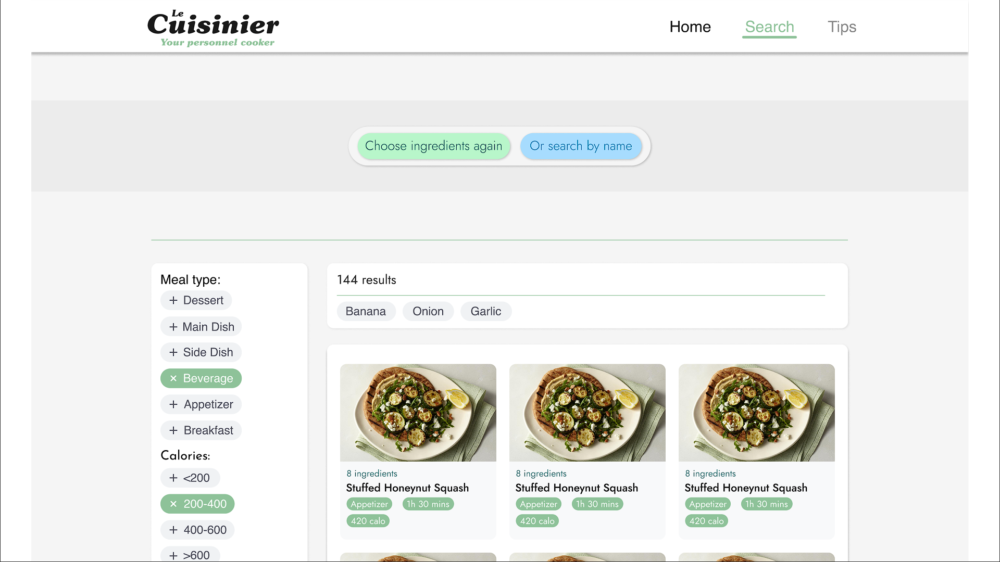 Le
Cuisinier
Your personnel cooker
Home
Search
Tips
Choose ingredients again
Or search by name
Meal type:
+ Dessert
+ Main Dish
+ Side Dish
× Beverage
+ Appetizer
+ Breakfast
Calories:
+ <200
× 200-400
+ 400-600
+ >600
144 results
Banana
Onion
Garlic
8 ingredients
Stuffed Honeynut Squash
Appetizer
1h 30 mins
420 calo
8 ingredients
Stuffed Honeynut Squash
Appetizer
1h 30 mins
420 calo
8 ingredients
Stuffed Honeynut Squash
Appetizer
1h 30 mins
420 calo